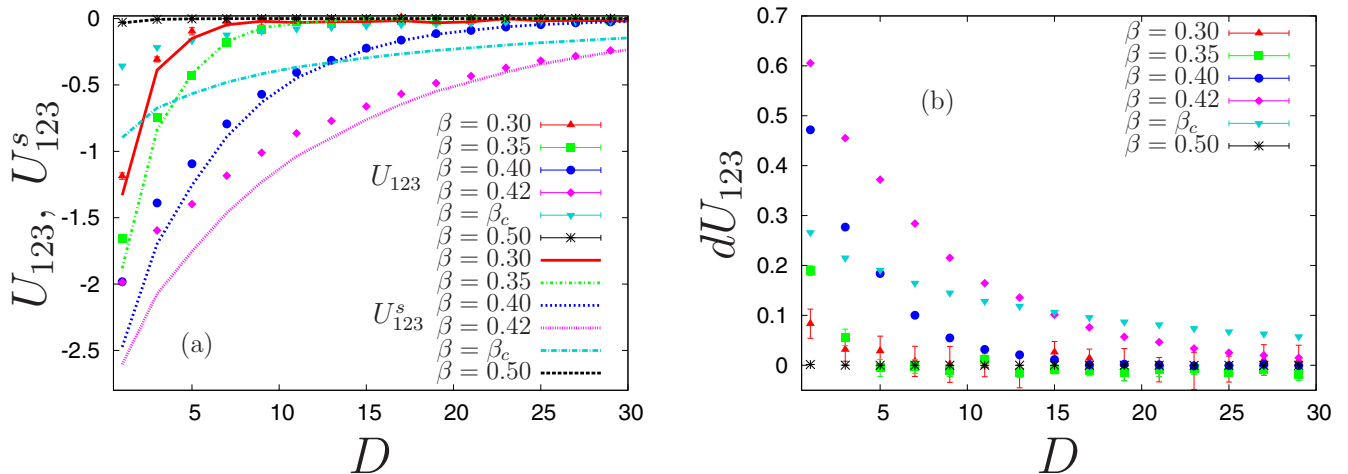 U₁₂₃, Uˢ₁₂₃
0
-0.5
-1
-1.5
-2
-2.5
U₁₂₃
β = 0.30
β = 0.35
β = 0.40
β = 0.42
β = β_c
β = 0.50
Uˢ₁₂₃
β = 0.30
β = 0.35
β = 0.40
β = 0.42
β = β_c
β = 0.50
(a)
5 10 15 20 25 30
D
dU₁₂₃
0.7
0.6
0.5
0.4
0.3
0.2
0.1
0
β = 0.30
β = 0.35
β = 0.40
β = 0.42
β = β_c
β = 0.50
(b)
5 10 15 20 25 30
D